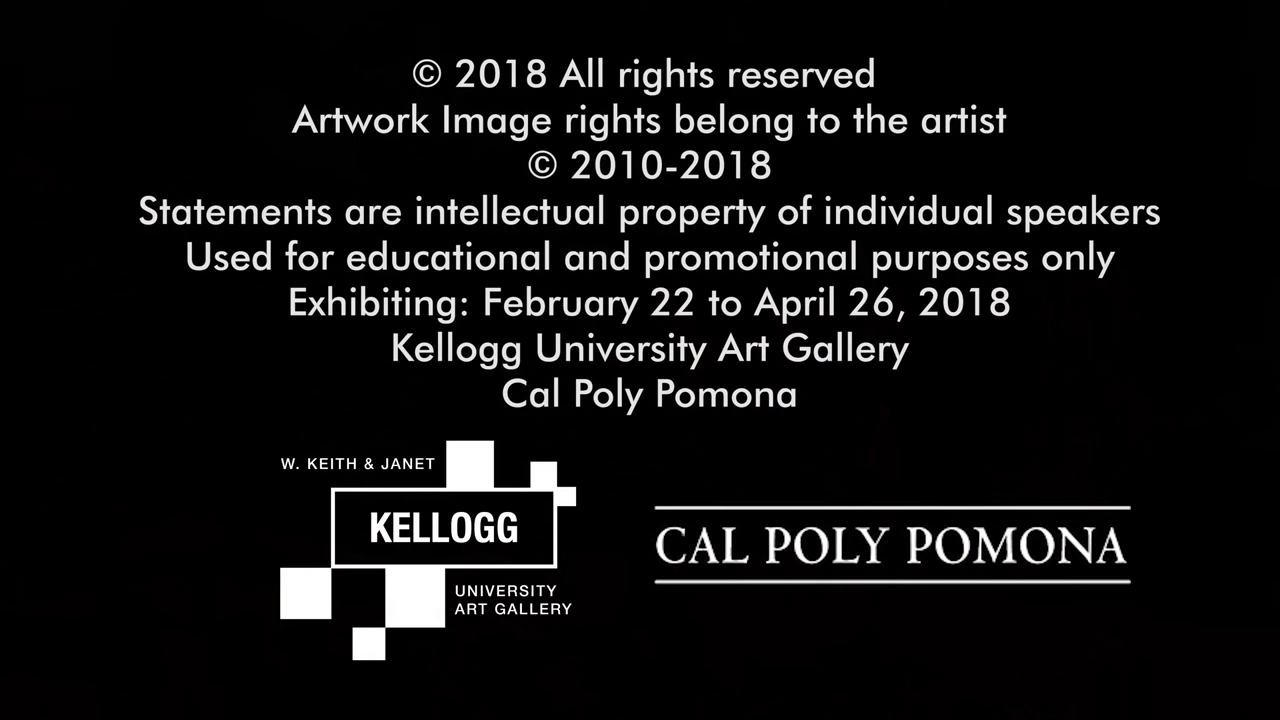 © 2018 All rights reserved
Artwork Image rights belong to the artist
© 2010-2018
Statements are intellectual property of individual speakers
Used for educational and promotional purposes only
Exhibiting: February 22 to April 26, 2018
Kellogg University Art Gallery
Cal Poly Pomona
W. KEITH & JANET
KELLOGG
UNIVERSITY
ART GALLERY
CAL POLY POMONA